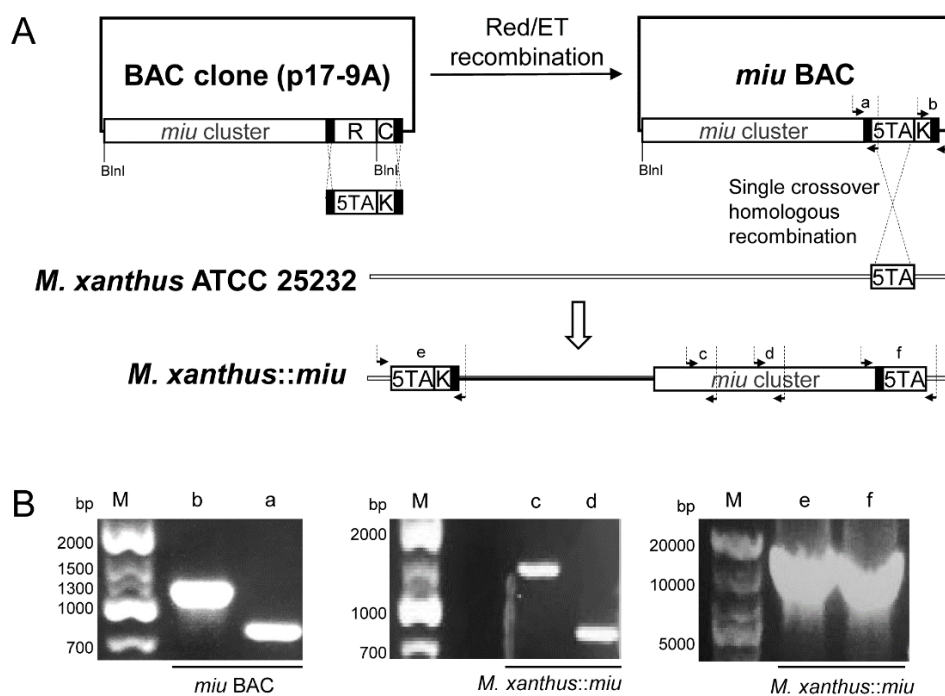 A
BAC clone (p17-9A)
miu cluster
R
C
BlnI
BlnI
5TA
K
Red/ET
recombination
miu BAC
a
b
miu cluster
5TA
K
BlnI
Single crossover
homologous
recombination
M. xanthus ATCC 25232
5TA
M. xanthus::miu
e
5TA
K
c
d
f
miu cluster
5TA
B
bp M b a
2000
1500
1300
1000
700
miu BAC
bp M c d
2000
1000
700
M. xanthus::miu
bp M e f
20000
10000
5000
M. xanthus::miu